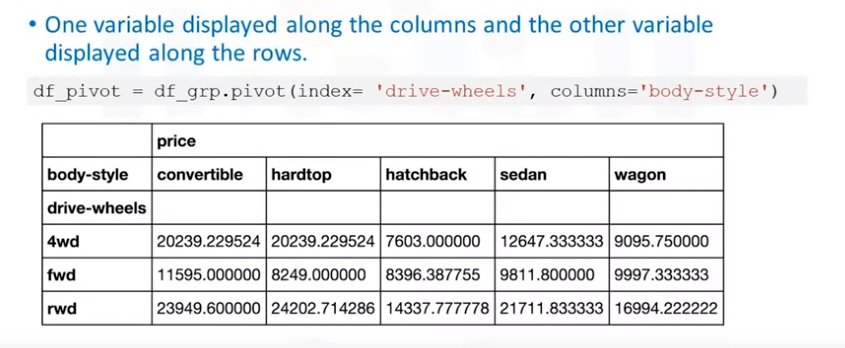 • One variable displayed along the columns and the other variable
displayed along the rows.
df_pivot = df_grp.pivot(index= 'drive-wheels', columns='body-style')
price
body-style convertible hardtop hatchback sedan wagon
drive-wheels
4wd 20239.229524 20239.229524 7603.000000 12647.333333 9095.750000
fwd 11595.000000 8249.000000 8396.387755 9811.800000 9997.333333
rwd 23949.600000 24202.714286 14337.777778 21711.833333 16994.222222